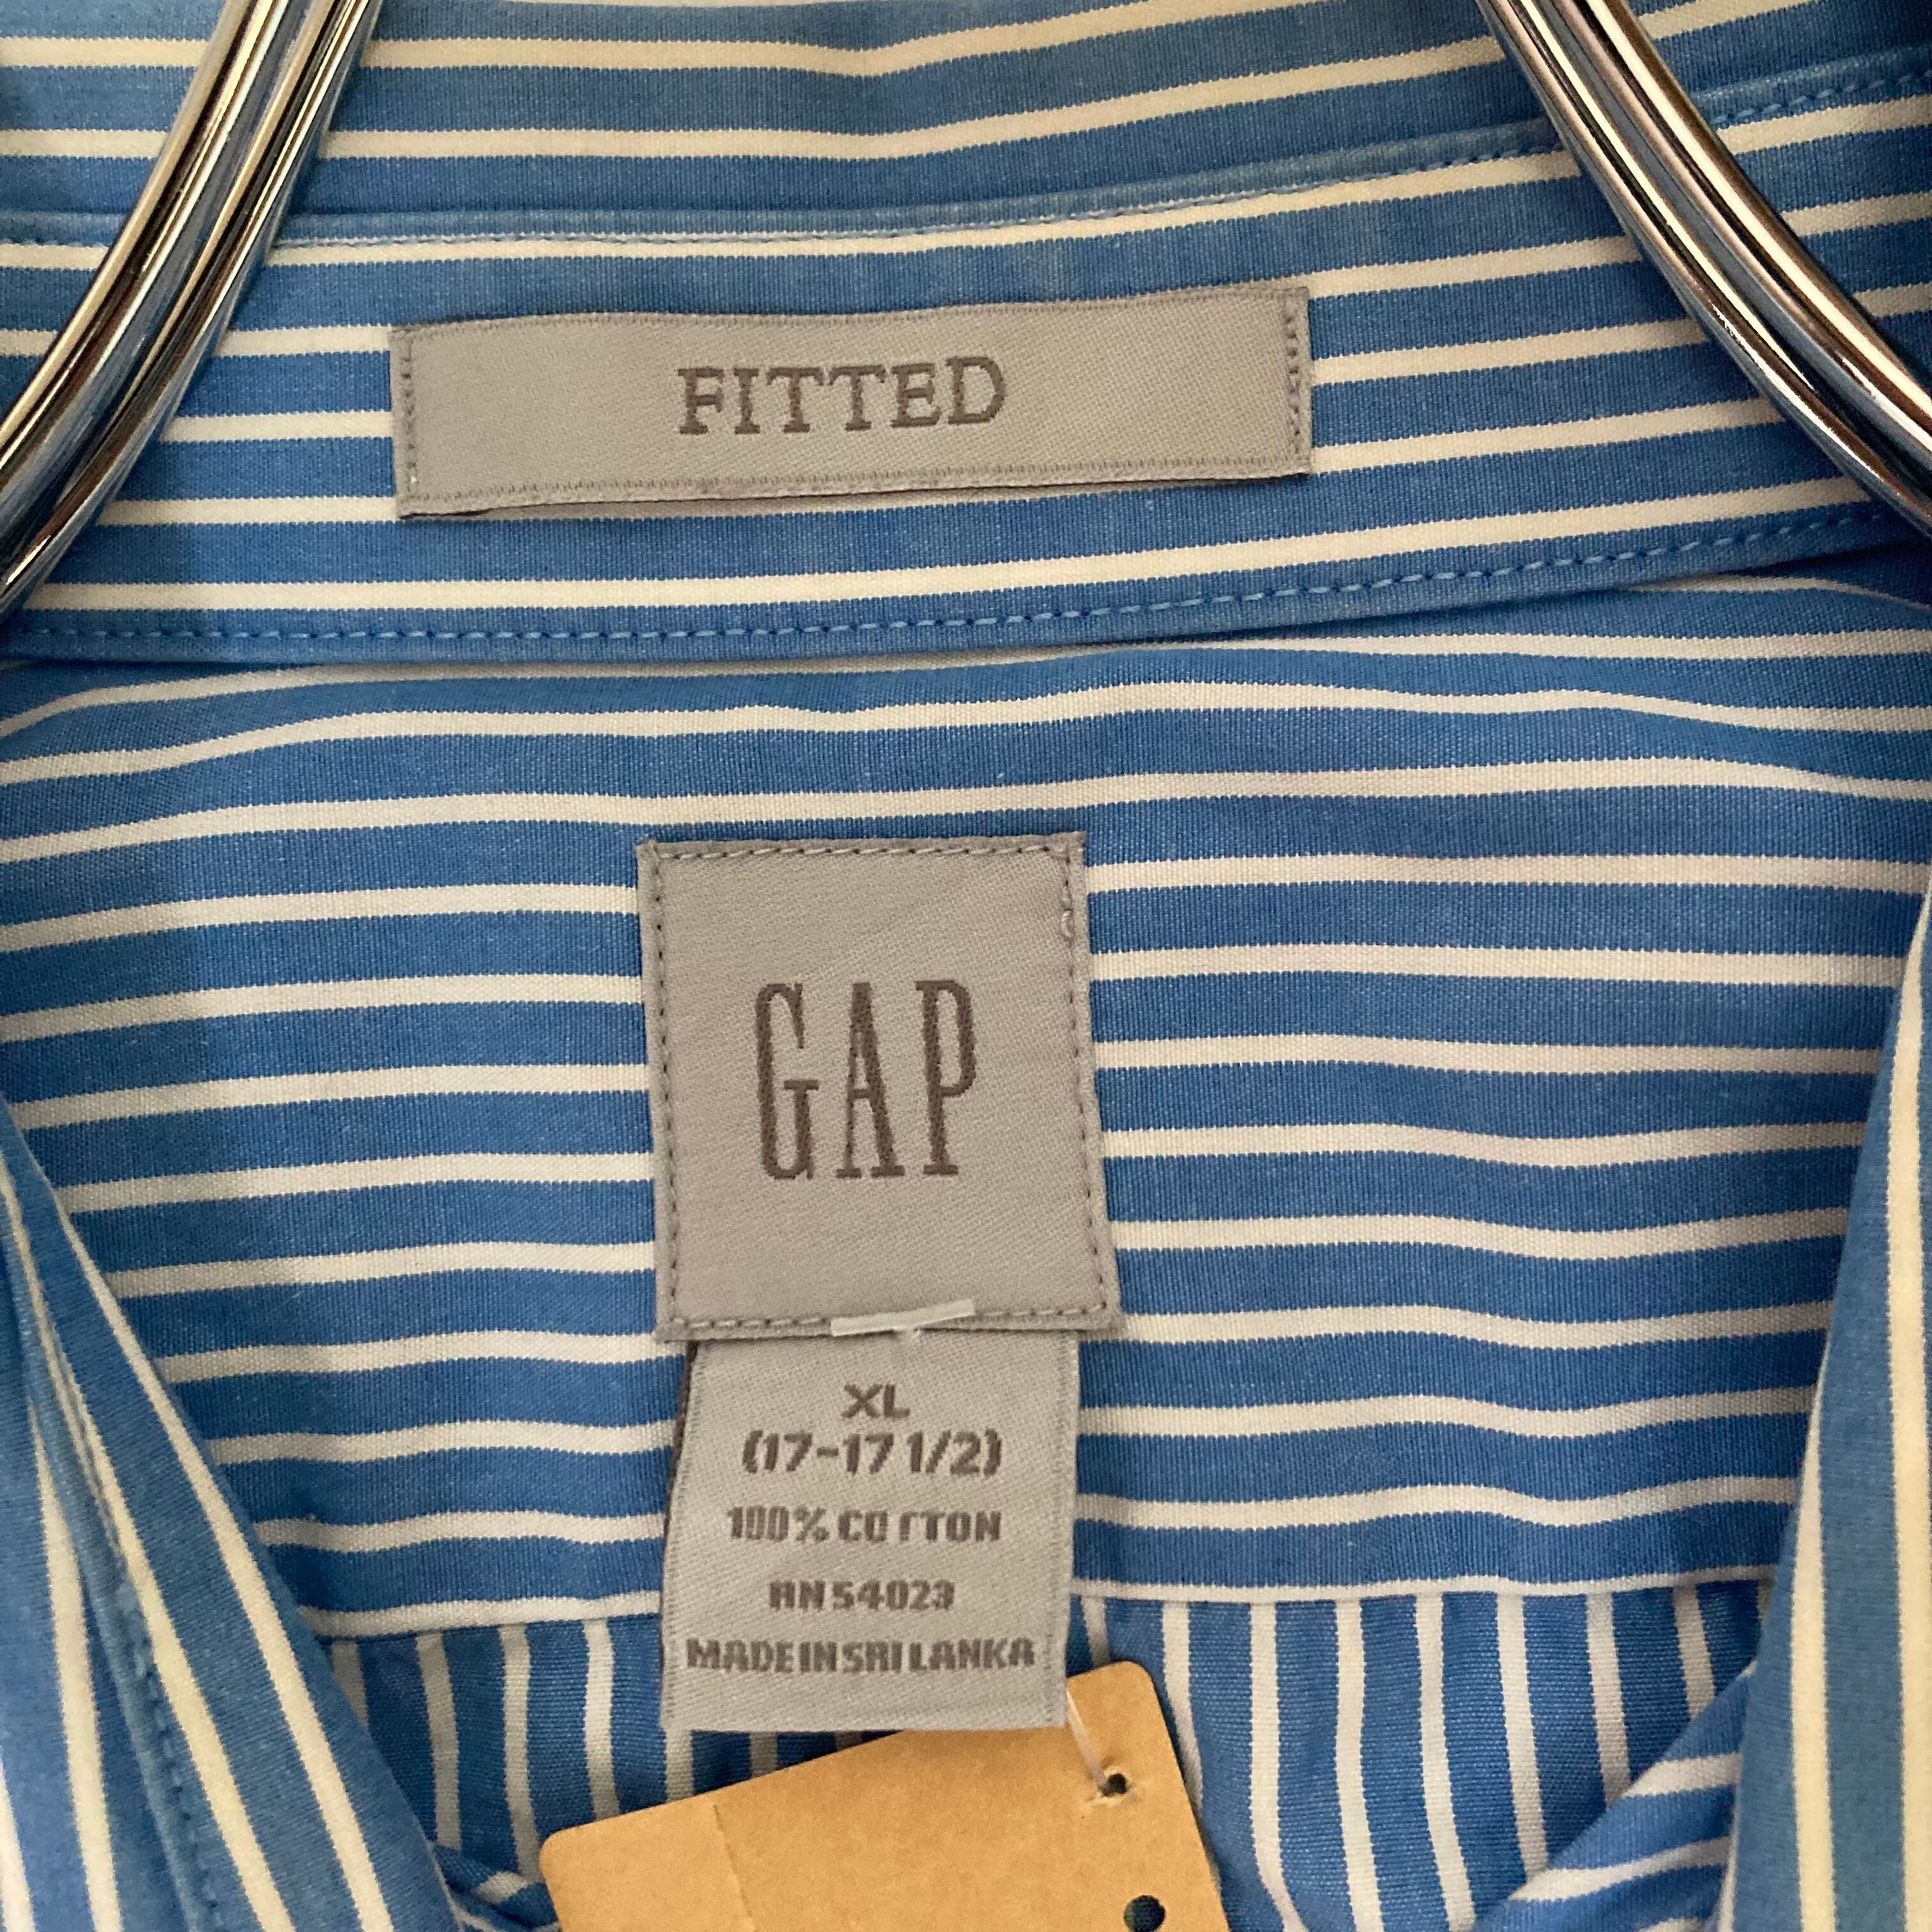 FITTED
GAP
XL
(17-17 1/2)
100% COTTON
RN 54023
MADE IN SRI LANKA